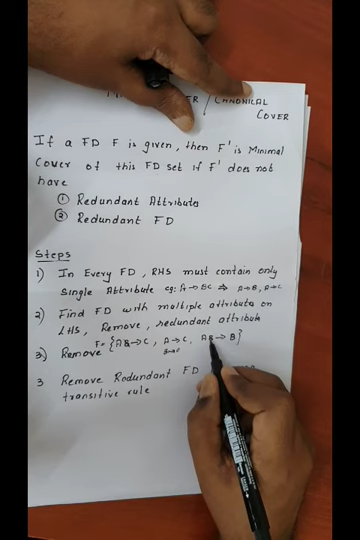 ER / CANONICAL
COVER
If a FD F is given, then F' is Minimal
Cover of this FD set if F' does not
have
① Redundant Attributes
② Redundant FD
Steps
1) In Every FD, RHS must contain only
Single Attribute eg: A → BC ⇒ A→B, A→C
2) Find FD with multiple attributes on
LHS, Remove, redundant attribute
F = {AB→C, A→C, AB→B}
3) Remove
3 Remove Redundant FD
transitive rule